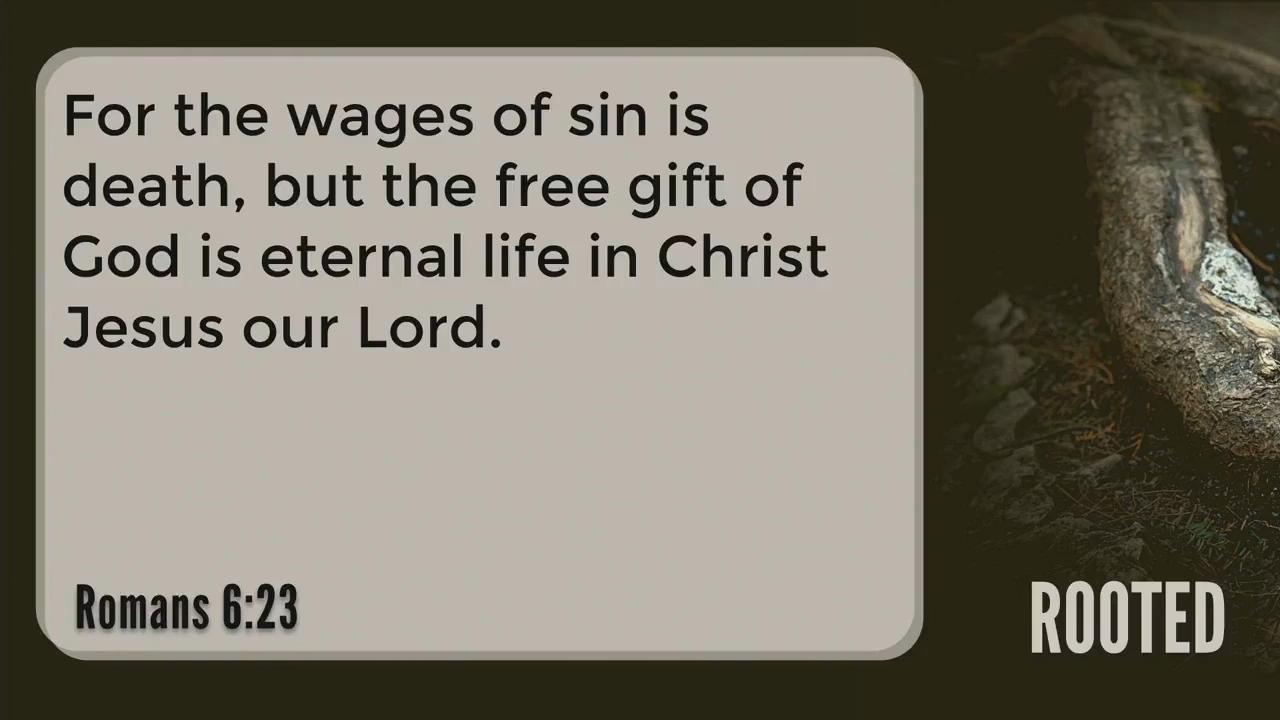 For the wages of sin is
death, but the free gift of
God is eternal life in Christ
Jesus our Lord.
Romans 6:23
ROOTED